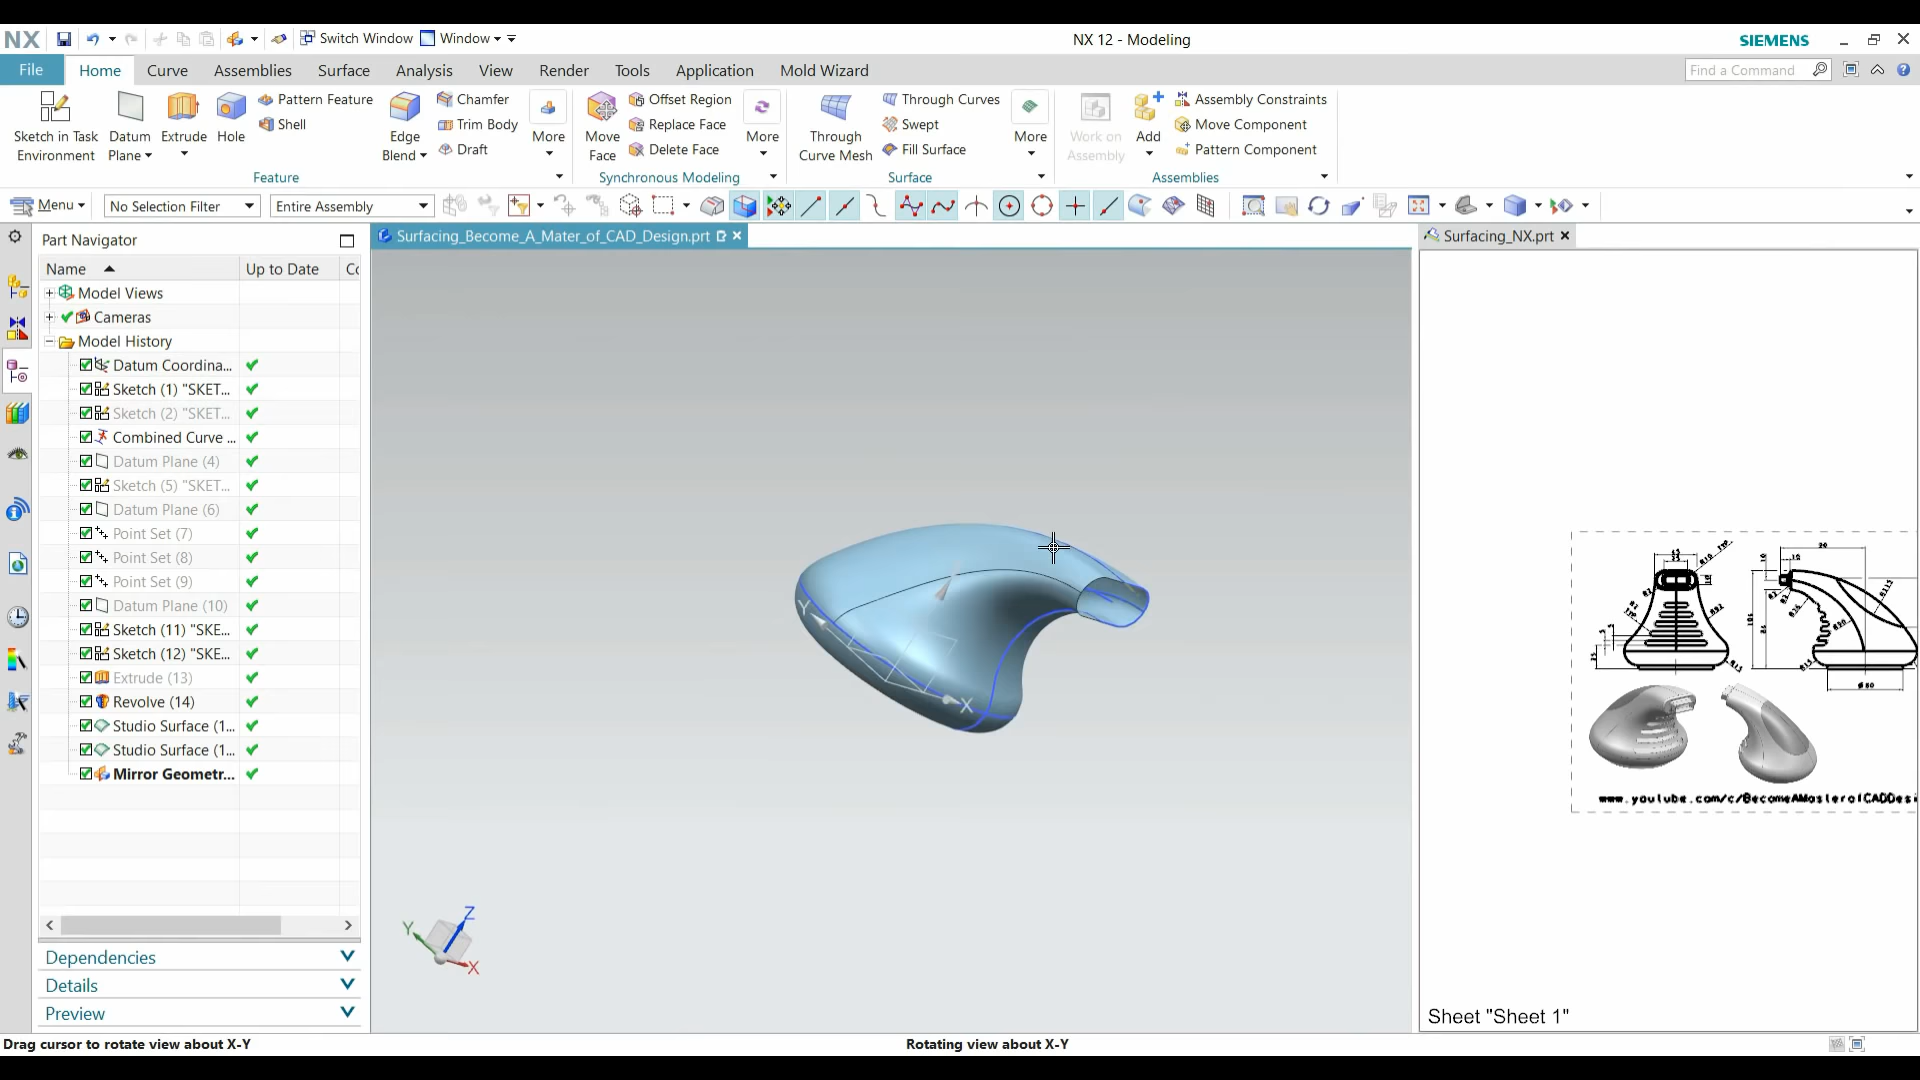 NX
Switch Window
Window
NX 12 - Modeling
SIEMENS
File
Home
Curve
Assemblies
Surface
Analysis
View
Render
Tools
Application
Mold Wizard
Find a Command
Sketch in Task
Environment
Datum
Plane
Extrude
Hole
Pattern Feature
Shell
Edge
Blend
Chamfer
Trim Body
Draft
More
Feature
Move
Face
Offset Region
Replace Face
Delete Face
More
Synchronous Modeling
Through
Curve Mesh
Through Curves
Swept
Fill Surface
More
Surface
Work on
Assembly
Add
Assembly Constraints
Move Component
Pattern Component
Assemblies
Menu
No Selection Filter
Entire Assembly
Part Navigator
Surfacing_Become_A_Mater_of_CAD_Design.prt
Surfacing_NX.prt
Name
Up to Date
Model Views
Cameras
Model History
Datum Coordina...
Sketch (1) "SKET...
Sketch (2) "SKET...
Combined Curve ...
Datum Plane (4)
Sketch (5) "SKET...
Datum Plane (6)
Point Set (7)
Point Set (8)
Point Set (9)
Datum Plane (10)
Sketch (11) "SKE...
Sketch (12) "SKE...
Extrude (13)
Revolve (14)
Studio Surface (1...
Studio Surface (1...
Mirror Geometr...
Y
X
Z
Y
X
www.youtube.com/c/BecomeAMasterofCADDesi
Dependencies
Details
Preview
Sheet "Sheet 1"
Drag cursor to rotate view about X-Y
Rotating view about X-Y